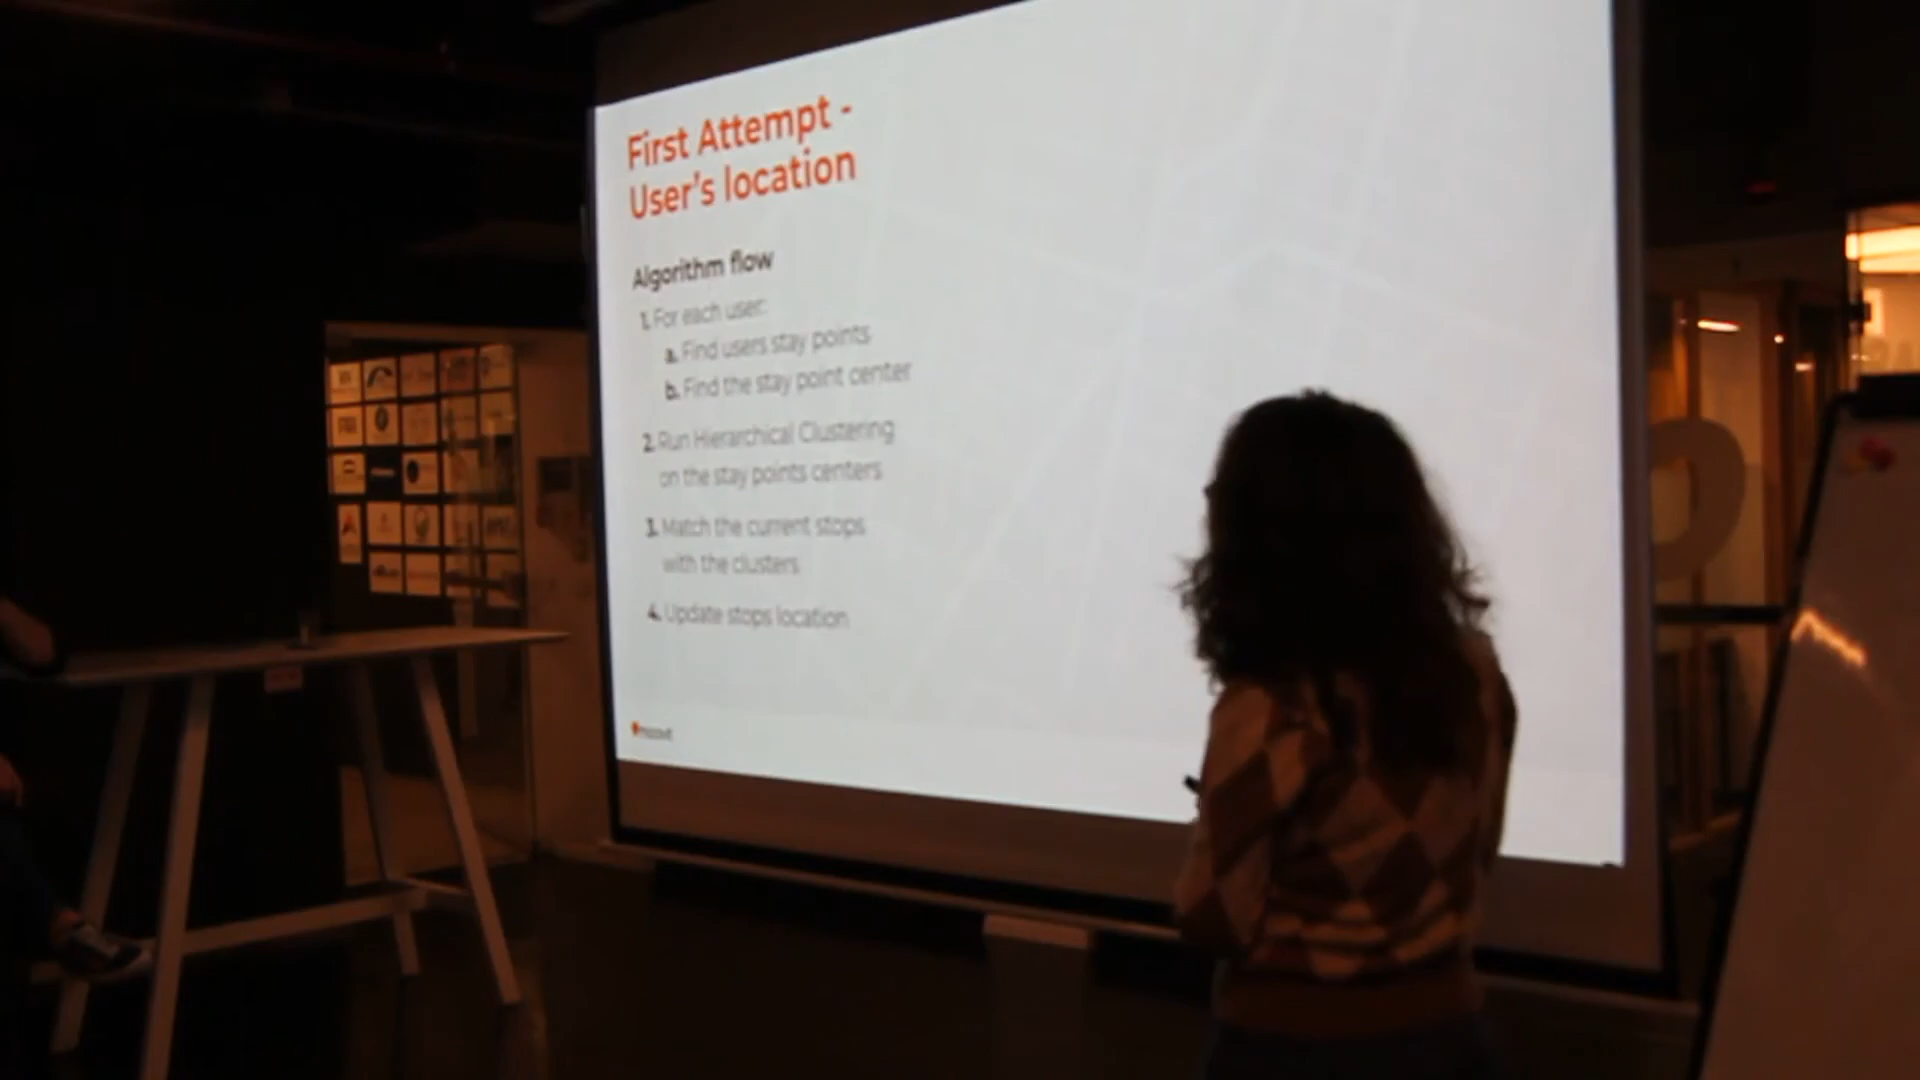 First Attempt -
User's location
Algorithm flow
1. For each user:
a. Find users stay points
b. Find the stay point center
2. Run Hierarchical Clustering
on the stay points centers
3. Match the current stops
with the clusters
4. Update stops location
moovit